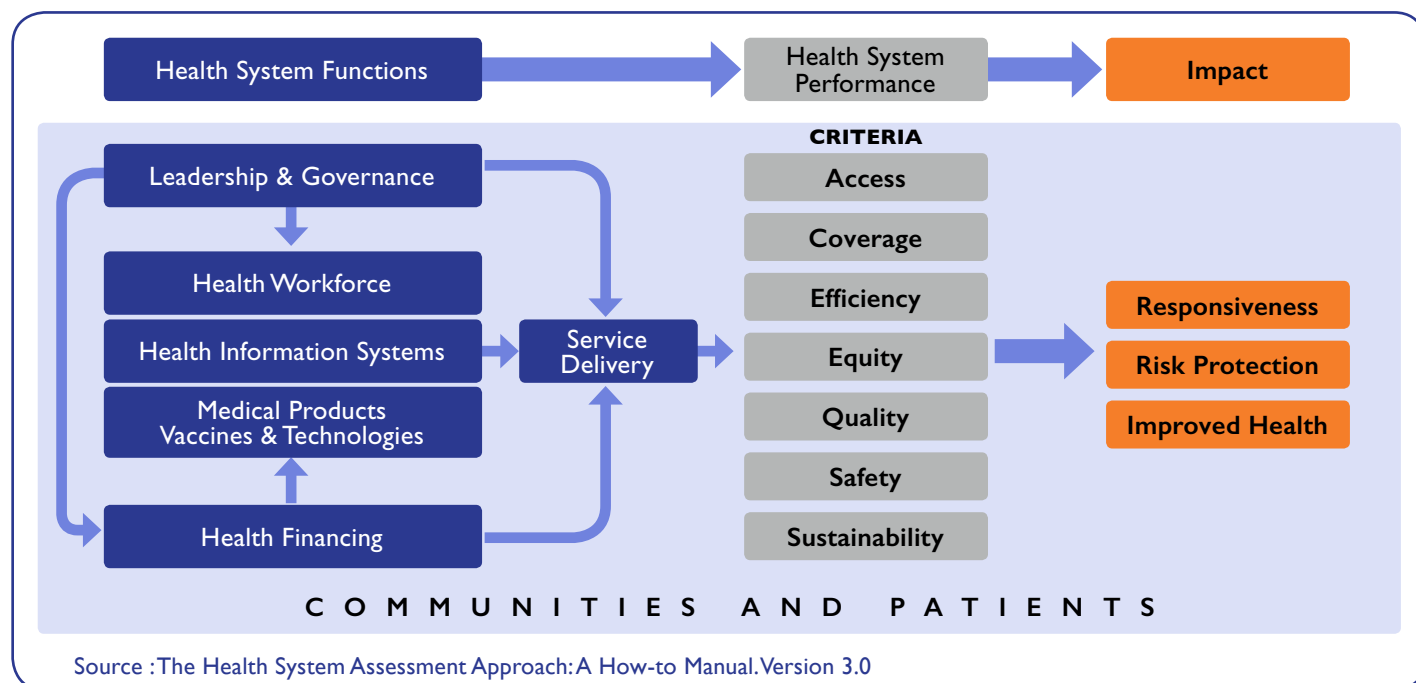 Health System Functions
Health System
Performance
Impact
CRITERIA
Leadership & Governance
Health Workforce
Health Information Systems
Medical Products
Vaccines & Technologies
Health Financing
Service
Delivery
Access
Coverage
Efficiency
Equity
Quality
Safety
Sustainability
Responsiveness
Risk Protection
Improved Health
COMMUNITIES AND PATIENTS
Source : The Health System Assessment Approach: A How-to Manual. Version 3.0